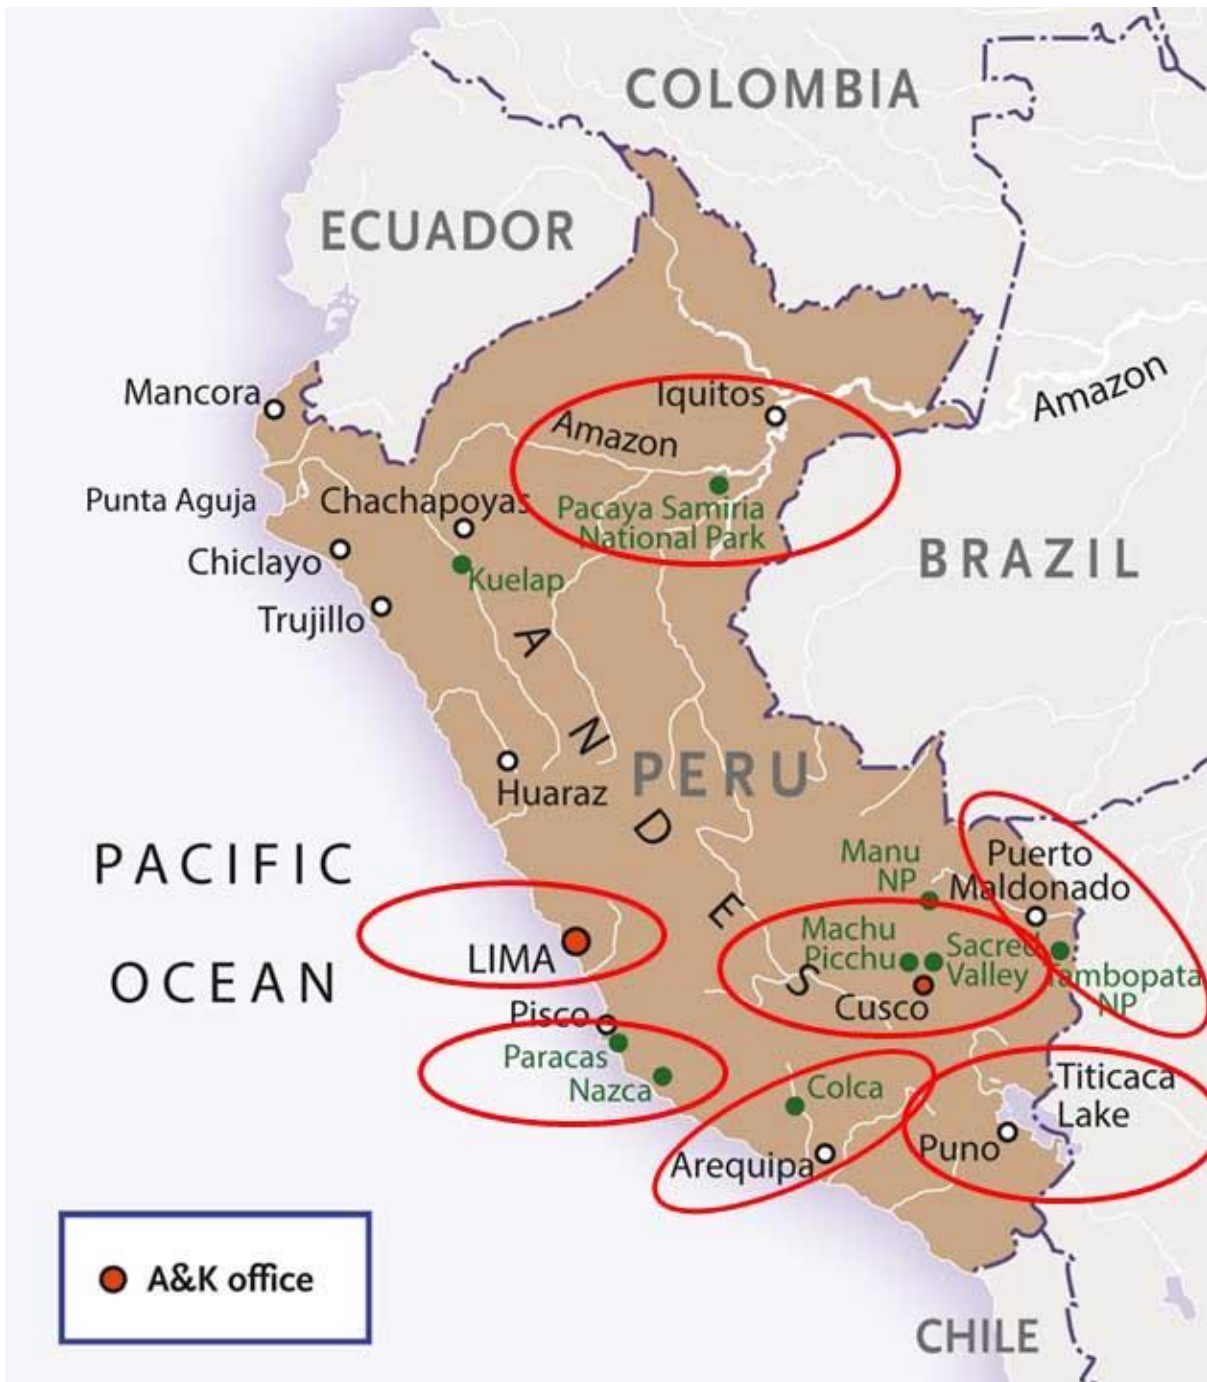 COLOMBIA
ECUADOR
Mancora
Iquitos
Amazon
Amazon
Punta Aguja
Chachapoyas
Pacaya Samiria
National Park
Chiclayo
Kuelap
BRAZIL
Trujillo
ANDES
PERU
Huaraz
PACIFIC
OCEAN
Manu
NP
Puerto
Maldonado
LIMA
Machu
Picchu
Sacred
Valley
Tambopata
NP
Cusco
Pisco
Paracas
Nazca
Colca
Titicaca
Lake
Arequipa
Puno
A&K office
CHILE